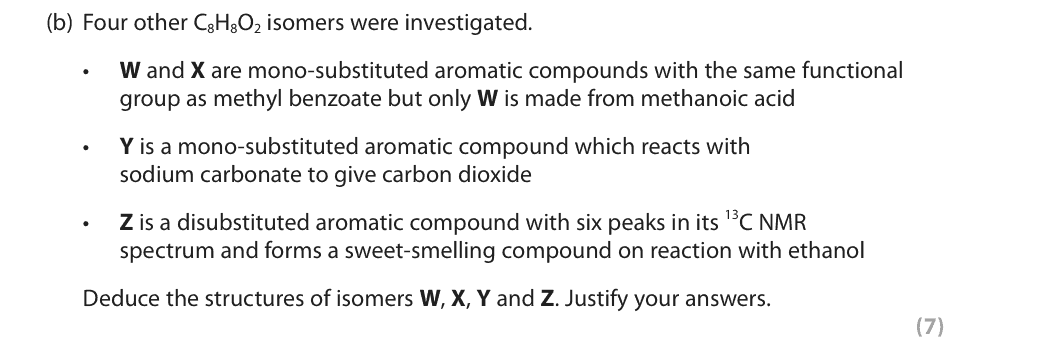 (b) Four other C₈H₈O₂ isomers were investigated.
• W and X are mono-substituted aromatic compounds with the same functional
group as methyl benzoate but only W is made from methanoic acid
• Y is a mono-substituted aromatic compound which reacts with
sodium carbonate to give carbon dioxide
• Z is a disubstituted aromatic compound with six peaks in its ¹³C NMR
spectrum and forms a sweet-smelling compound on reaction with ethanol
Deduce the structures of isomers W, X, Y and Z. Justify your answers.
(7)